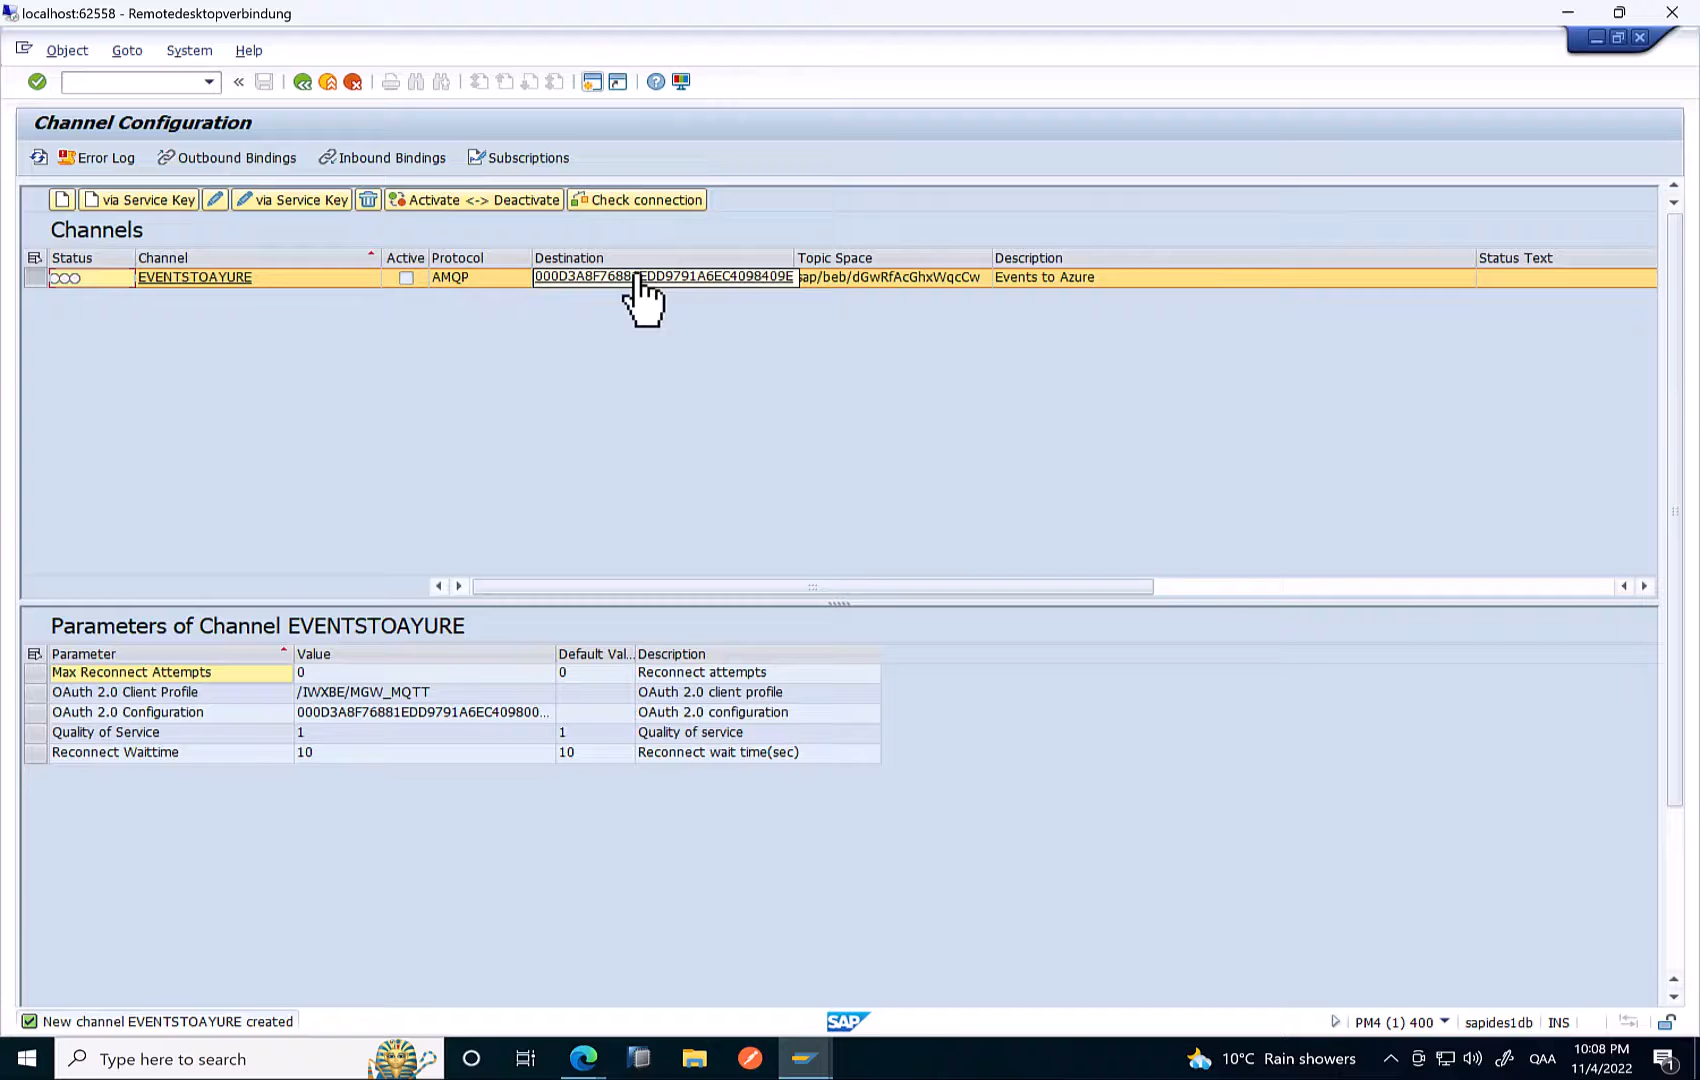 localhost:62558 - Remotedesktopverbindung
Object Goto System Help
Channel Configuration
Error Log Outbound Bindings Inbound Bindings Subscriptions
via Service Key via Service Key Activate <-> Deactivate Check connection
Channels
Status Channel Active Protocol Destination Topic Space Description Status Text
EVENTSTOAYURE AMQP 000D3A8F76881EDD9791A6EC4098409E sap/beb/dGwRfAcGhxWqcCw Events to Azure
Parameters of Channel EVENTSTOAYURE
Parameter Value Default Val... Description
Max Reconnect Attempts 0 0 Reconnect attempts
OAuth 2.0 Client Profile /IWXBE/MGW_MQTT OAuth 2.0 client profile
OAuth 2.0 Configuration 000D3A8F76881EDD9791A6EC409800... OAuth 2.0 configuration
Quality of Service 1 1 Quality of service
Reconnect Waittime 10 10 Reconnect wait time(sec)
New channel EVENTSTOAYURE created SAP PM4 (1) 400 sapides1db INS
Type here to search 10°C Rain showers QAA 10:08 PM
11/4/2022 1